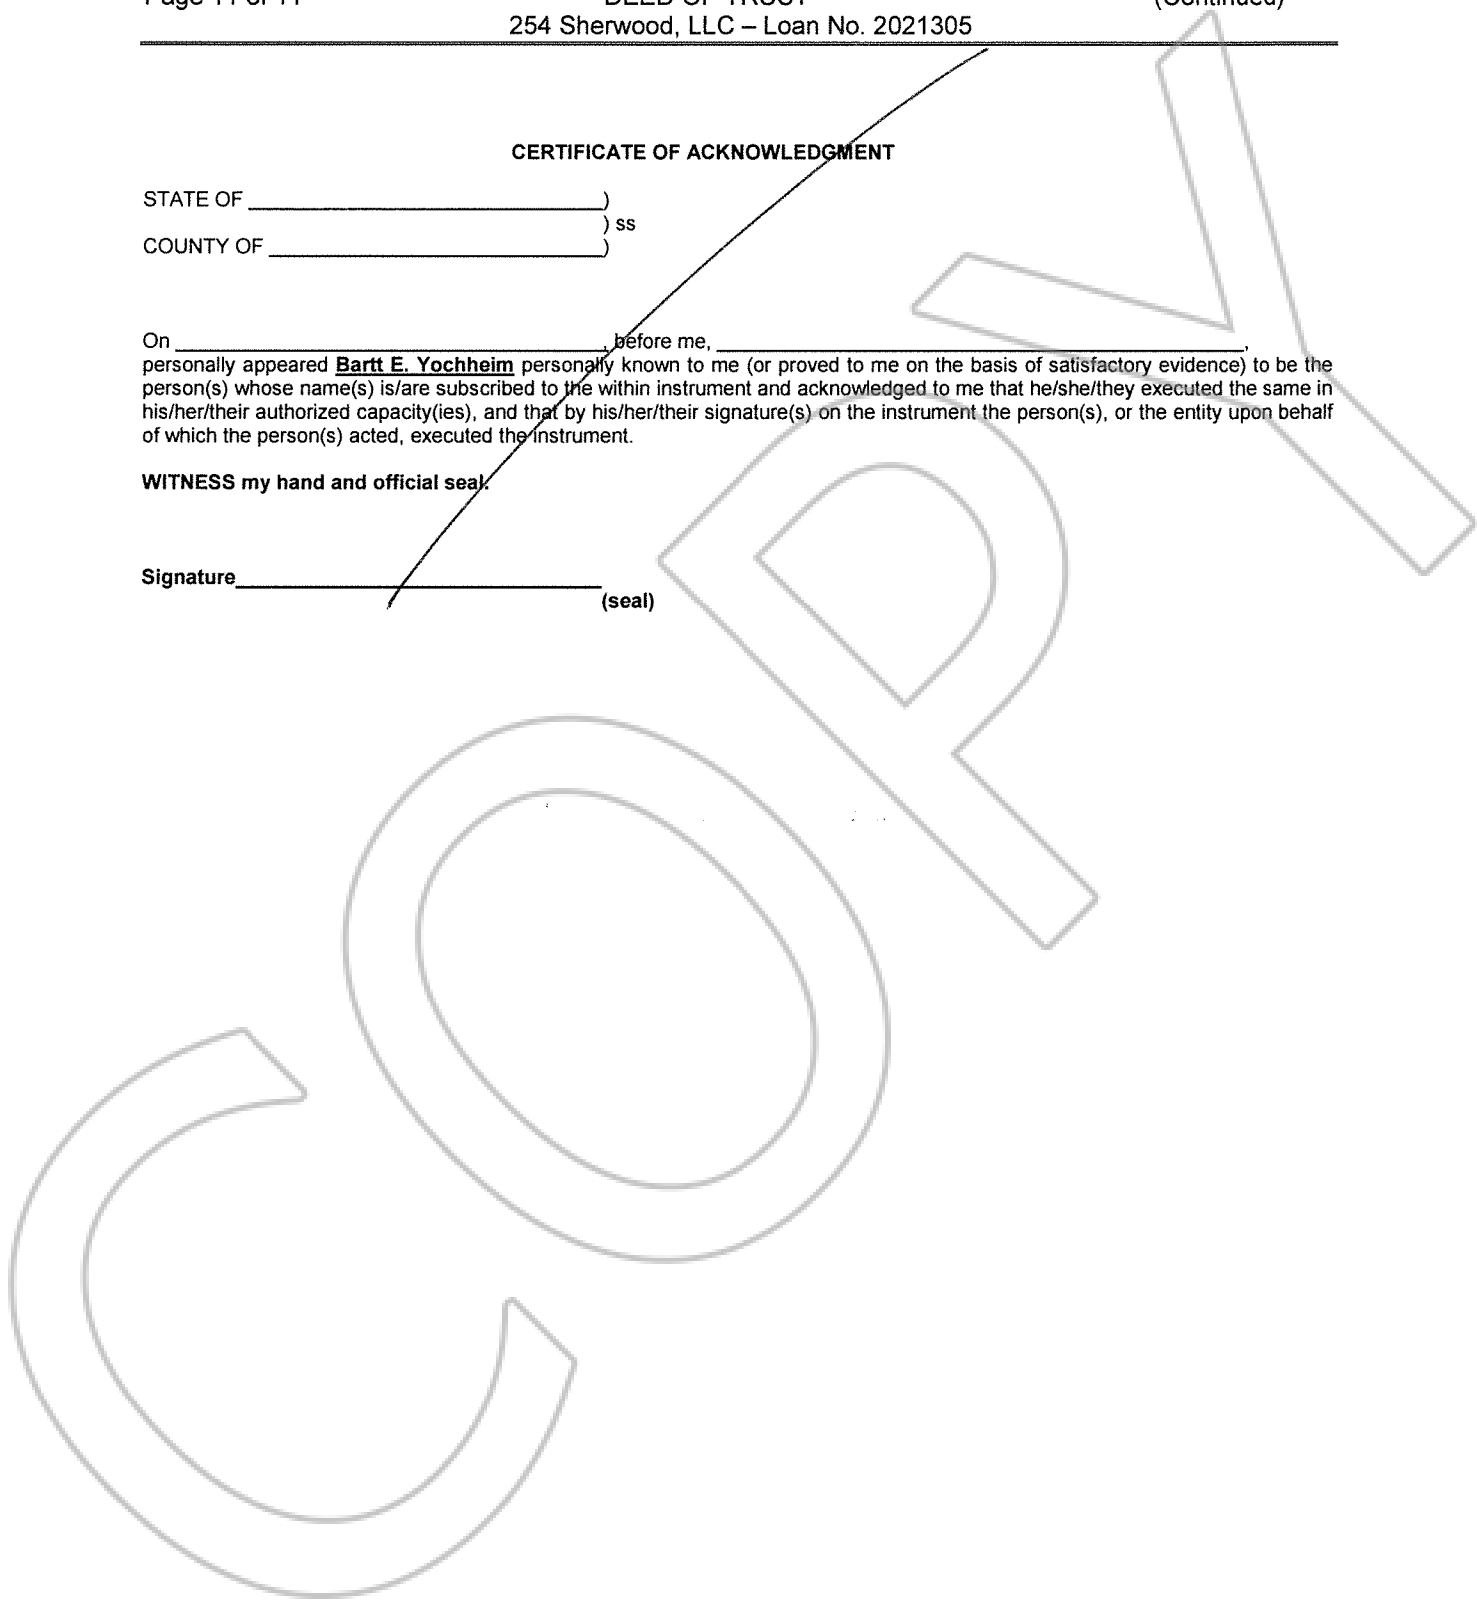 254 Sherwood, LLC – Loan No. 2021305
CERTIFICATE OF ACKNOWLEDGMENT
STATE OF ______________________________)
) ss
COUNTY OF ____________________________)
On ____________________________________, before me, ____________________________________________,
personally appeared Bartt E. Yochheim personally known to me (or proved to me on the basis of satisfactory evidence) to be the
person(s) whose name(s) is/are subscribed to the within instrument and acknowledged to me that he/she/they executed the same in
his/her/their authorized capacity(ies), and that by his/her/their signature(s) on the instrument the person(s), or the entity upon behalf
of which the person(s) acted, executed the instrument.
WITNESS my hand and official seal.
Signature_______________________________
(seal)
COPY